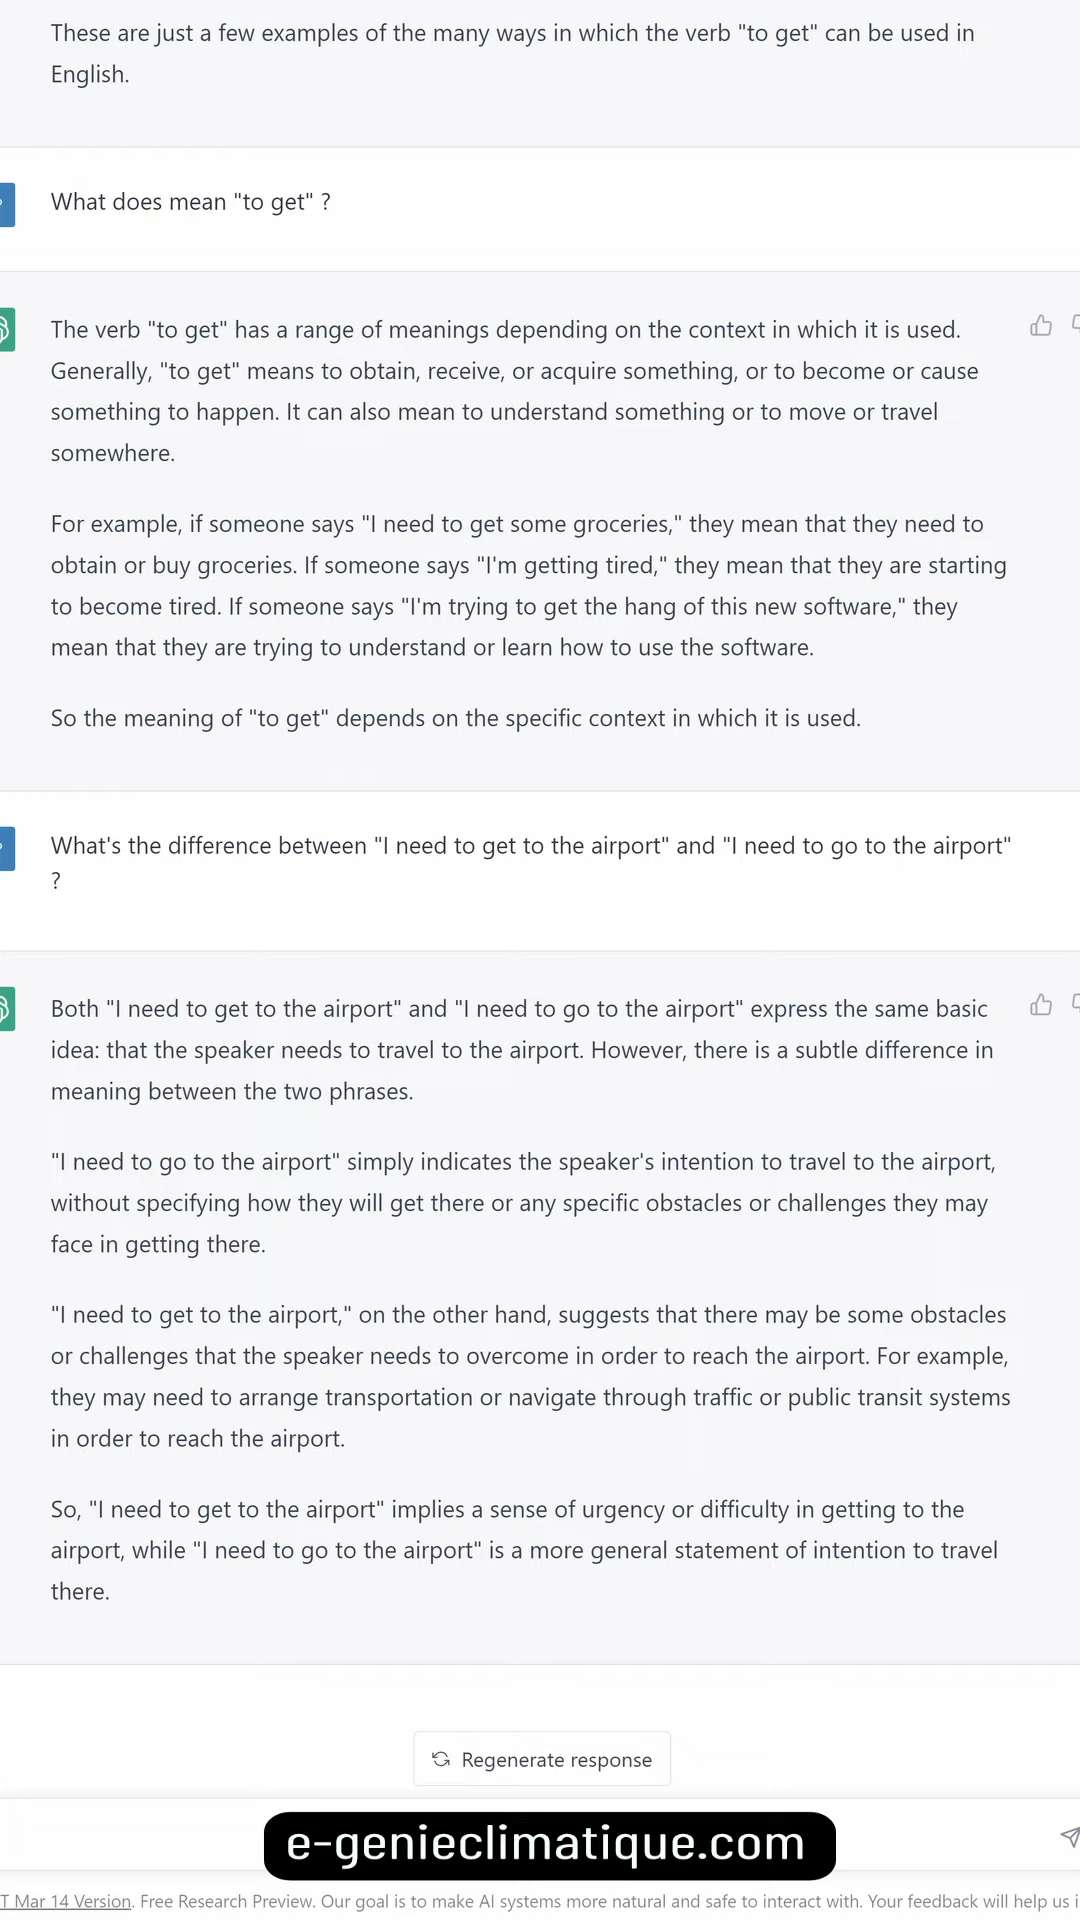 These are just a few examples of the many ways in which the verb "to get" can be used in
English.
What does mean "to get" ?
The verb "to get" has a range of meanings depending on the context in which it is used.
Generally, "to get" means to obtain, receive, or acquire something, or to become or cause
something to happen. It can also mean to understand something or to move or travel
somewhere.
For example, if someone says "I need to get some groceries," they mean that they need to
obtain or buy groceries. If someone says "I'm getting tired," they mean that they are starting
to become tired. If someone says "I'm trying to get the hang of this new software," they
mean that they are trying to understand or learn how to use the software.
So the meaning of "to get" depends on the specific context in which it is used.
What's the difference between "I need to get to the airport" and "I need to go to the airport"
?
Both "I need to get to the airport" and "I need to go to the airport" express the same basic
idea: that the speaker needs to travel to the airport. However, there is a subtle difference in
meaning between the two phrases.
"I need to go to the airport" simply indicates the speaker's intention to travel to the airport,
without specifying how they will get there or any specific obstacles or challenges they may
face in getting there.
"I need to get to the airport," on the other hand, suggests that there may be some obstacles
or challenges that the speaker needs to overcome in order to reach the airport. For example,
they may need to arrange transportation or navigate through traffic or public transit systems
in order to reach the airport.
So, "I need to get to the airport" implies a sense of urgency or difficulty in getting to the
airport, while "I need to go to the airport" is a more general statement of intention to travel
there.
Regenerate response
e-genieclimatique.com
T Mar 14 Version. Free Research Preview. Our goal is to make AI systems more natural and safe to interact with. Your feedback will help us i